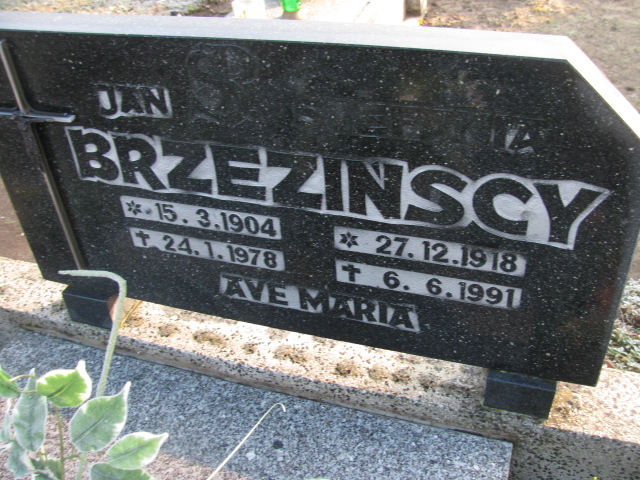 JAN
BRZEZINSCY
* 15.3.1904
✝ 24.1.1978
* 27.12.1918
✝ 6.6.1991
AVE MARIA